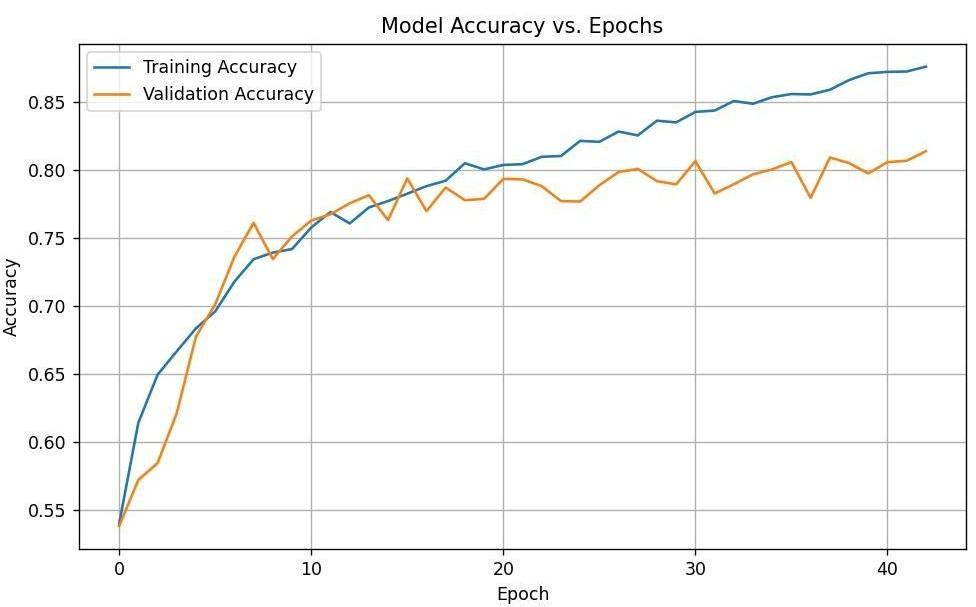 Model Accuracy vs. Epochs
Training Accuracy
Validation Accuracy
Accuracy
0.85
0.80
0.75
0.70
0.65
0.60
0.55
0 10 20 30 40
Epoch